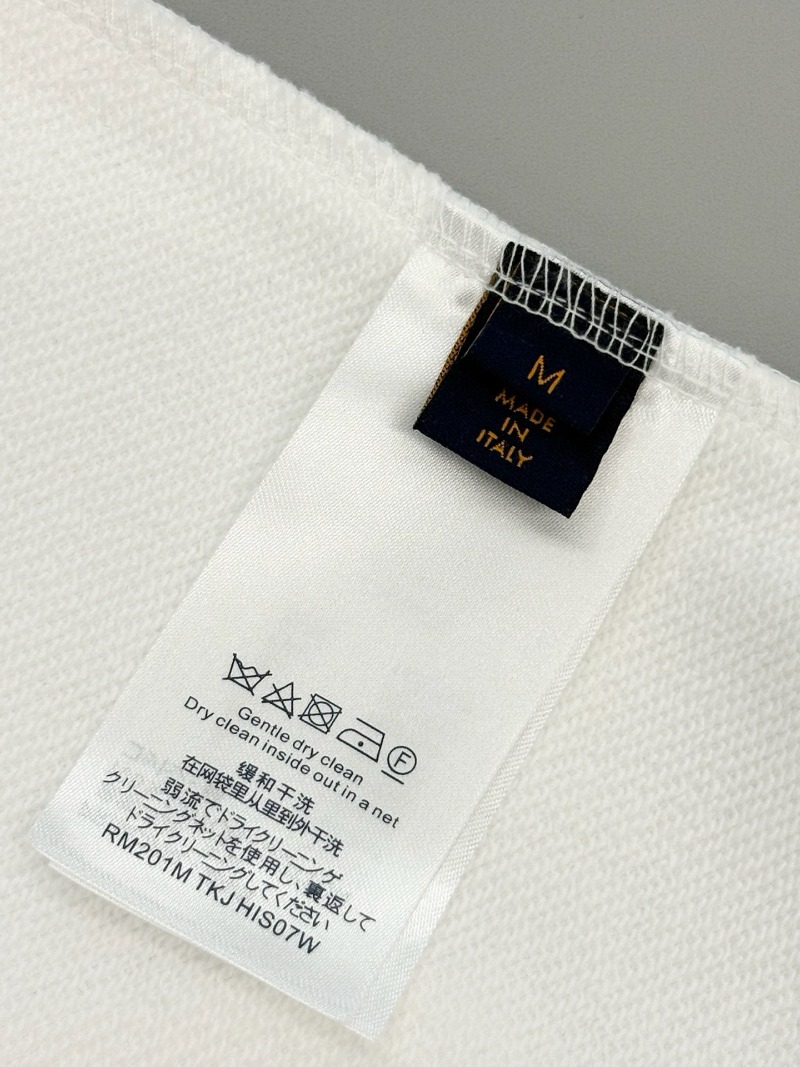 M
MADE
IN
ITALY
Gentle dry clean
Dry clean inside out in a net
缓和干洗
在网袋里从里到外干洗
弱流でドライクリーニング
クリーニングネットを使用し、裏返して
ドライクリーニングしてください
RM201M TKJ HIS07W